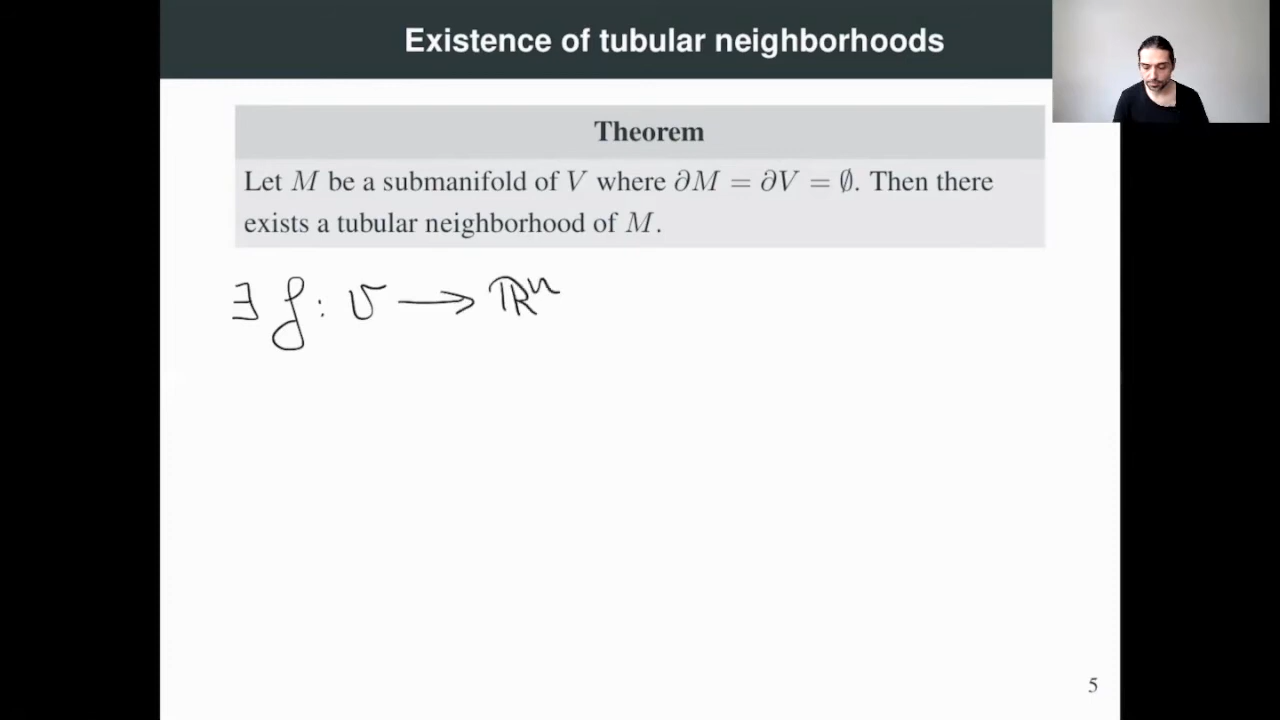 Existence of tubular neighborhoods
Theorem
Let M be a submanifold of V where ∂M = ∂V = ∅. Then there
exists a tubular neighborhood of M.
∃ f : V ⟶ ℝⁿ
5